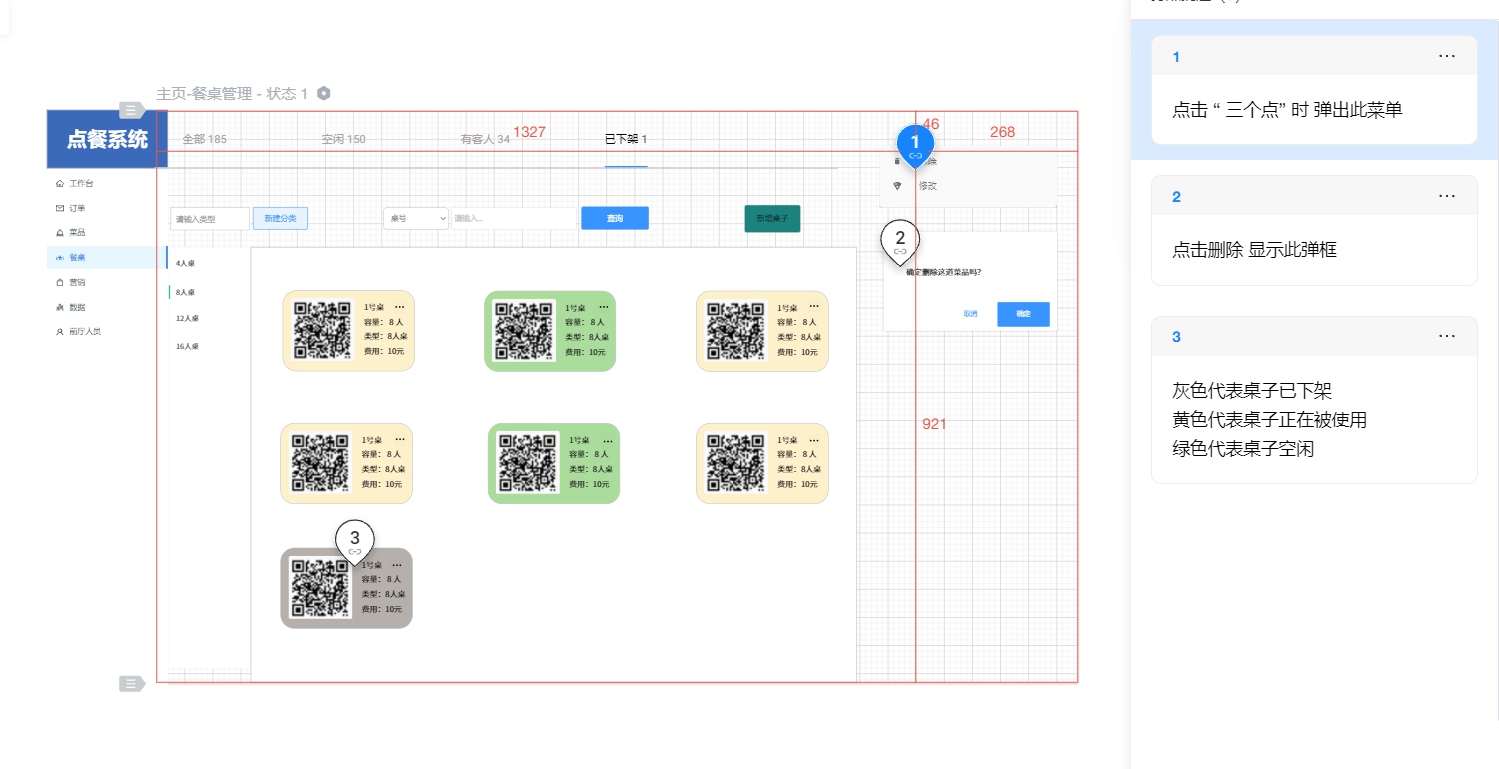 主页-餐桌管理 - 状态 1
点餐系统
全部 185
空闲 150
有客人 34
1327
已下架 1
46
268
1
除
修改
工作台
订单
菜品
餐桌
营销
数据
前厅人员
请输入类型
新建分类
桌号
请输入...
查询
新增桌子
2
确定删除这道菜品吗?
取消
确定
4人桌
8人桌
12人桌
16人桌
1号桌 ...
容量: 8 人
类型: 8人桌
费用: 10元
1号桌 ...
容量: 8 人
类型: 8人桌
费用: 10元
1号桌 ...
容量: 8 人
类型: 8人桌
费用: 10元
921
1号桌 ...
容量: 8 人
类型: 8人桌
费用: 10元
1号桌 ...
容量: 8 人
类型: 8人桌
费用: 10元
1号桌 ...
容量: 8 人
类型: 8人桌
费用: 10元
3
1号桌 ...
容量: 8 人
类型: 8人桌
费用: 10元
1 ...
点击 “ 三个点” 时 弹出此菜单
2 ...
点击删除 显示此弹框
3 ...
灰色代表桌子已下架
黄色代表桌子正在被使用
绿色代表桌子空闲